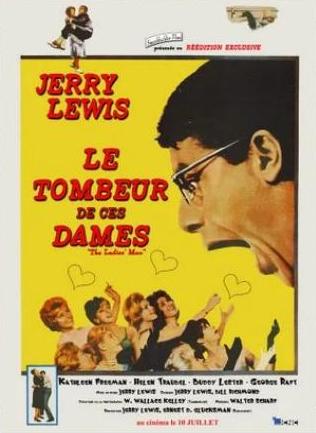 présente en RÉÉDITION EXCLUSIVE
JERRY
LEWIS
LE
TOMBEUR
DE CES
DAMES
"The Ladies' Man"
KATHLEEN FREEMAN - HELEN TRAUBEL - BUDDY LESTER - GEORGE RAFT
JERRY LEWIS JERRY LEWIS, BILL RICHMOND
W. WALLACE KELLEY WALTER SCHARF
JERRY LEWIS, ERNEST D. GLUCKSMAN
au cinéma le 10 JUILLET